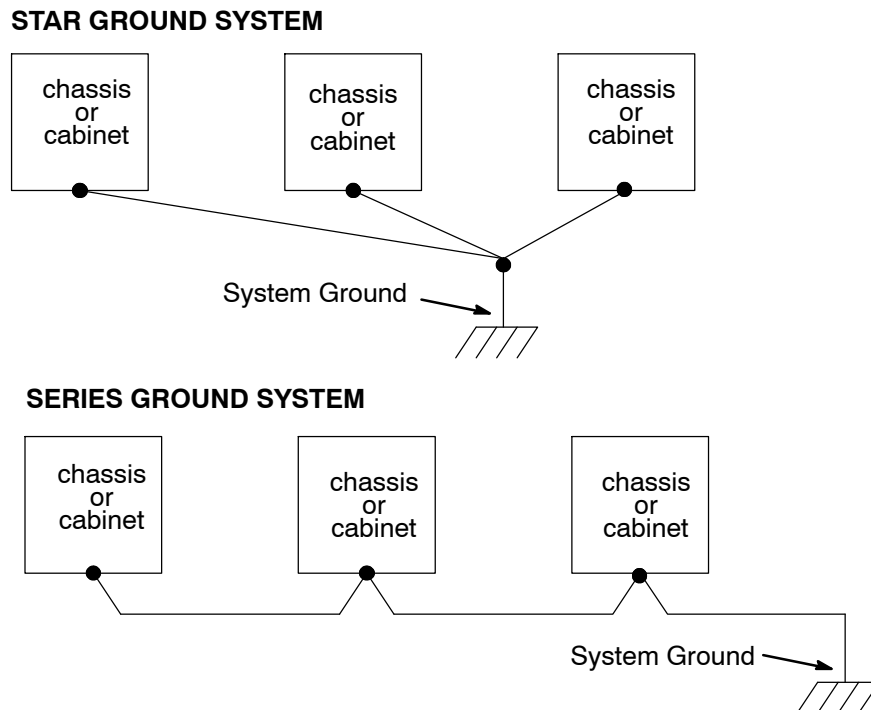 STAR GROUND SYSTEM
chassis
or
cabinet
chassis
or
cabinet
chassis
or
cabinet
System Ground
SERIES GROUND SYSTEM
chassis
or
cabinet
chassis
or
cabinet
chassis
or
cabinet
System Ground